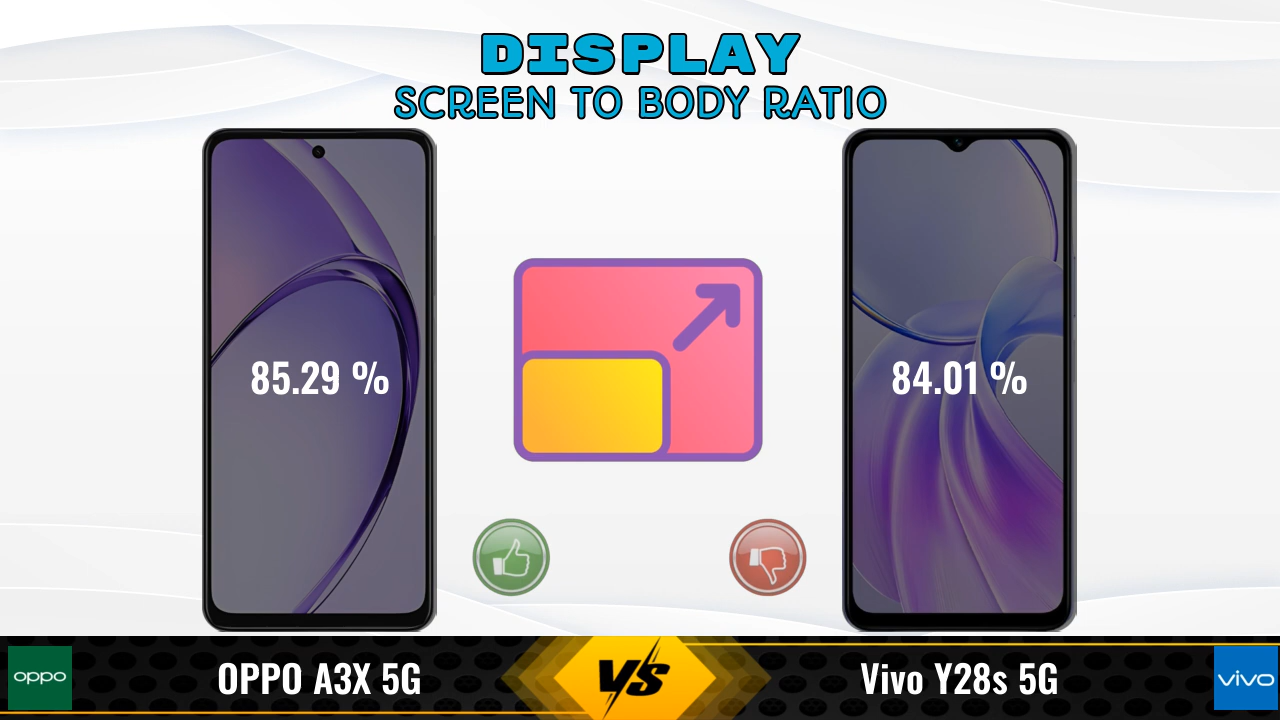 DISPLAY
SCREEN TO BODY RATIO
85.29 %
84.01 %
oppo
OPPO A3X 5G
VS
Vivo Y28s 5G
vivo